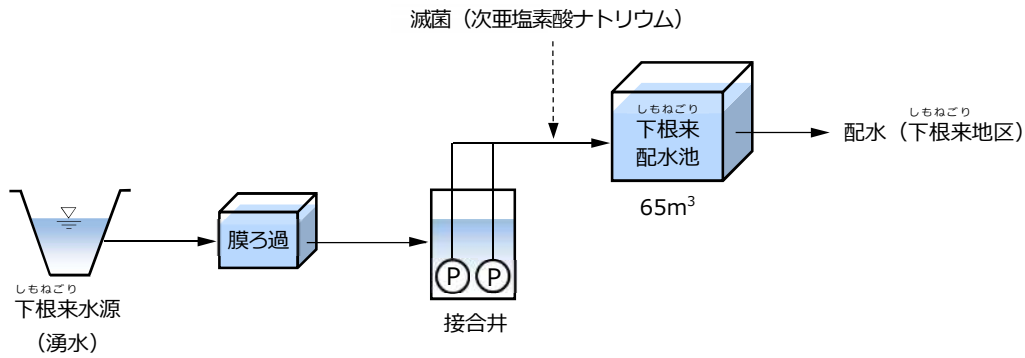 滅菌（次亜塩素酸ナトリウム）
しもねごり
下根来
配水池
65m³
しもねごり
配水（下根来地区）
膜ろ過
P P
接合井
しもねごり
下根来水源
（湧水）